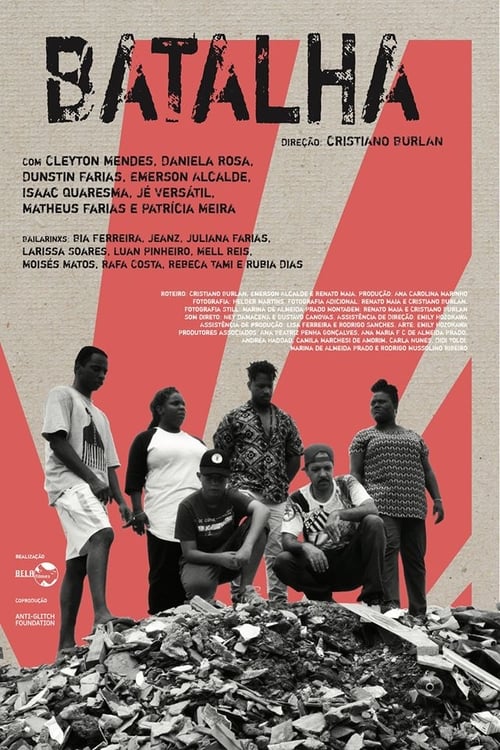 BATALHA
DIREÇÃO: CRISTIANO BURLAN
COM CLEYTON MENDES, DANIELA ROSA,
DUNSTIN FARIAS, EMERSON ALCALDE,
ISAAC QUARESMA, JÉ VERSÁTIL,
MATHEUS FARIAS E PATRÍCIA MEIRA
BAILARINXS: BIA FERREIRA, JEANZ, JULIANA FARIAS,
LARISSA SOARES, LUAN PINHEIRO, MELL REIS,
MOISÉS MATOS, RAFA COSTA, REBECA TAMI E RUBIA DIAS
ROTEIRO: CRISTIANO BURLAN, EMERSON ALCALDE E RENATO MAIA. PRODUÇÃO: ANA CAROLINA MARINHO
FOTOGRAFIA: HELDER MARTINS. FOTOGRAFIA ADICIONAL: RENATO MAIA E CRISTIANO BURLAN.
FOTOGRAFIA STILL: MARINA DE ALMEIDA PRADO MONTAGEM: RENATO MAIA E CRISTIANO BURLAN
SOM DIRETO: NEY DAMACENA E GUSTAVO CANOVAS. ASSISTÊNCIA DE DIREÇÃO: EMILY HOZOKAWA
ASSISTÊNCIA DE PRODUÇÃO: LISA FERREIRA E RODRIGO SANCHES. ARTE: EMILY HOZOKAWA
PRODUTORES ASSOCIADOS: ANA BEATRIZ PENHA GONÇALVES, ANA MARIA F C DE ALMEIDA PRADO,
ANDREA HADDAD, CAMILA MARCHESI DE AMORIM, CARLA NUNES, DIDI TOLDI,
MARINA DE ALMEIDA PRADO E RODRIGO MUSSOLINO RIBEIRO
REALIZAÇÃO
BELA
FILMES
COPRODUÇÃO
ANTI-GLITCH
FOUNDATION